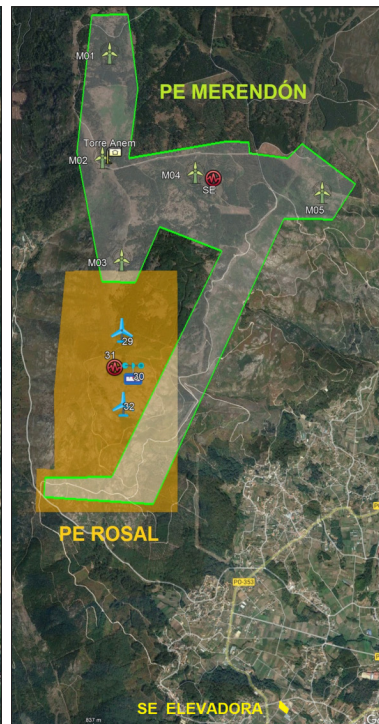 M01
PE MERENDÓN
Torre Anem
M02
M04
SE
M05
M03
29
31
30
32
PE ROSAL
PO-353
SE ELEVADORA
837 m